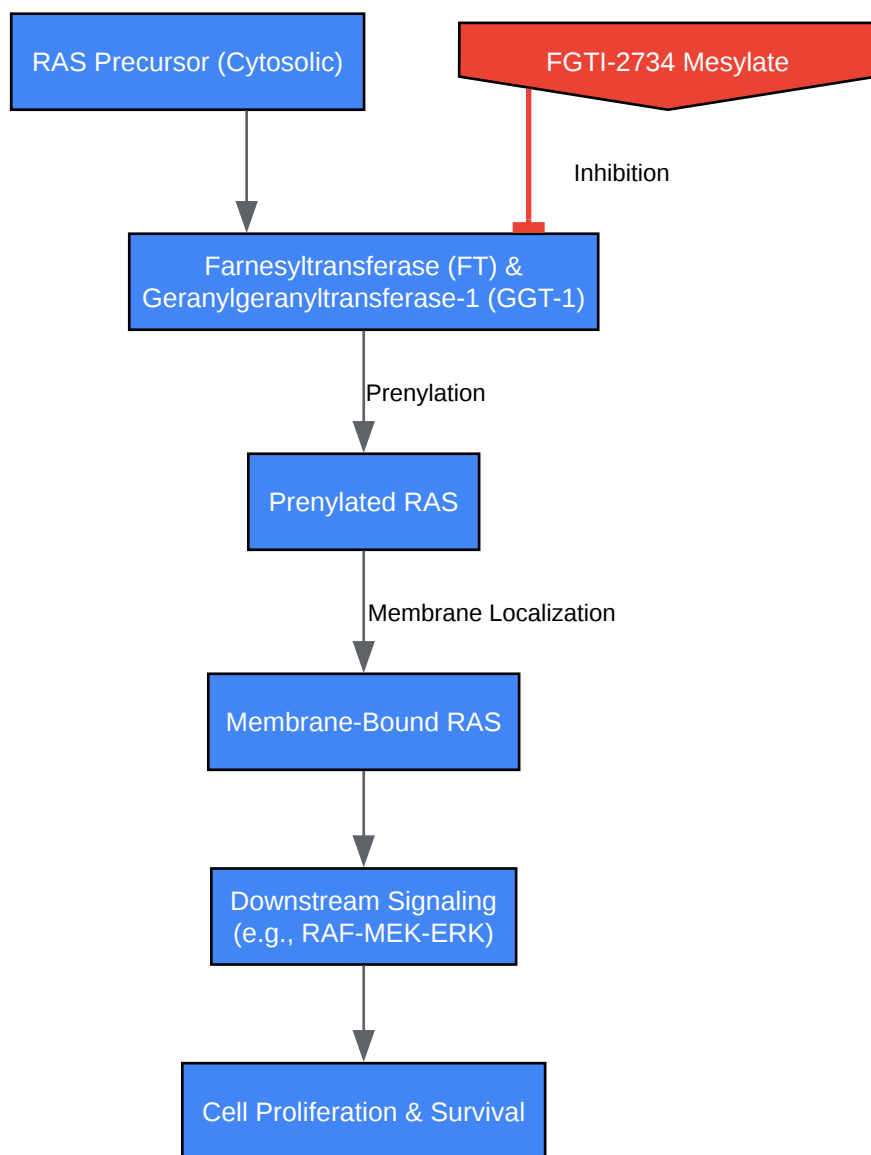 RAS Precursor (Cytosolic)
FGTI-2734 Mesylate
Inhibition
Farnesyltransferase (FT) &
Geranylgeranyltransferase-1 (GGT-1)
Prenylation
Prenylated RAS
Membrane Localization
Membrane-Bound RAS
Downstream Signaling
(e.g., RAF-MEK-ERK)
Cell Proliferation & Survival